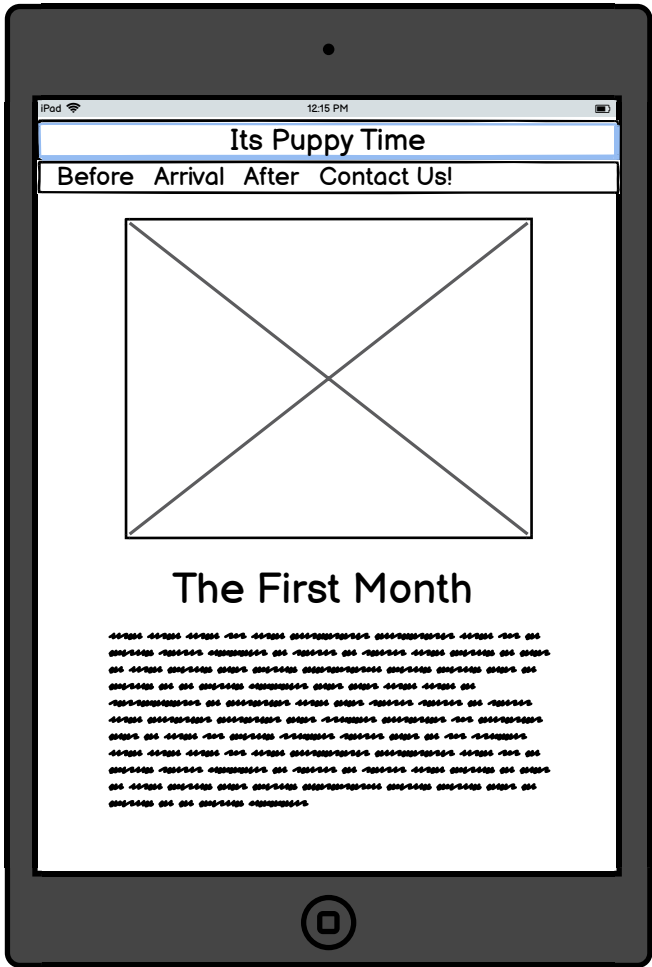 iPad 12:15 PM
Its Puppy Time
Before Arrival After Contact Us!
The First Month